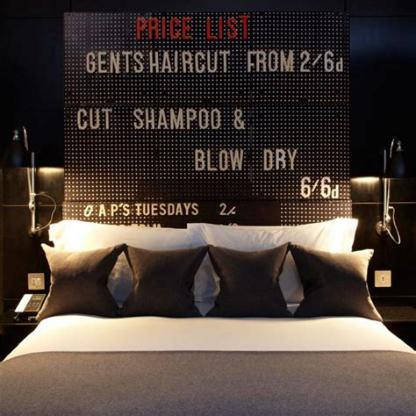 PRICE LIST
GENTS HAIRCUT FROM 2/6d
CUT SHAMPOO &
BLOW DRY
6/6d
O A P'S TUESDAYS 2/-